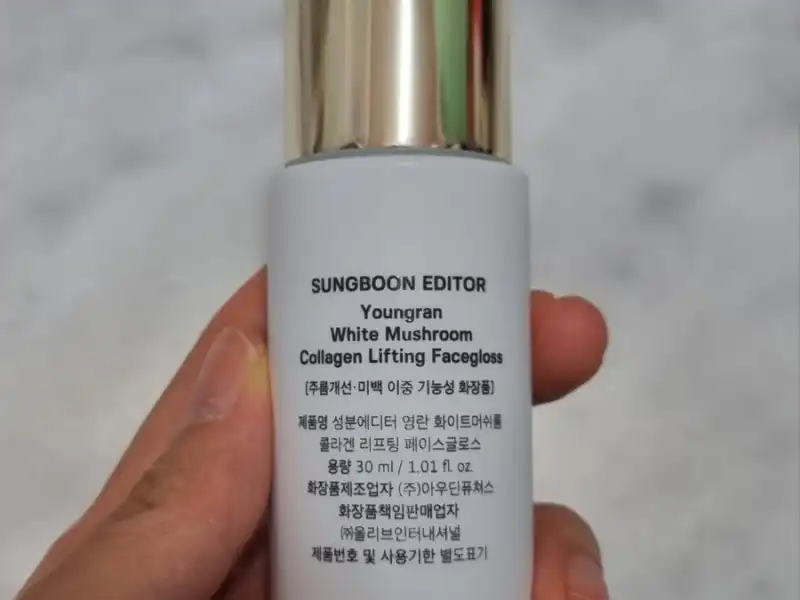 SUNGBOON EDITOR
Youngran
White Mushroom
Collagen Lifting Facegloss
[주름개선·미백 이중 기능성 화장품]
제품명 성분에디터 영란 화이트머쉬룸
콜라겐 리프팅 페이스글로스
용량 30 ml / 1.01 fl. oz.
화장품제조업자 (주)아우딘퓨쳐스
화장품책임판매업자
㈜올리브인터내셔널
제품번호 및 사용기한 별도표기